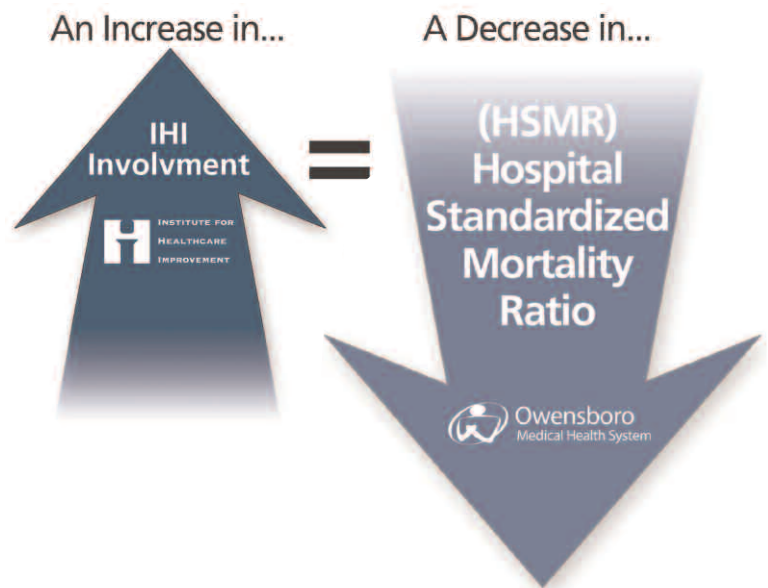 An Increase in...
A Decrease in...
IHI
Involvment
INSTITUTE FOR
HEALTHCARE
IMPROVEMENT
=
(HSMR)
Hospital
Standardized
Mortality
Ratio
Owensboro
Medical Health System